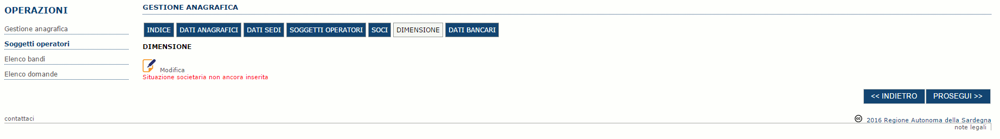 OPERAZIONI
Gestione anagrafica
Soggetti operatori
Elenco bandi
Elenco domande
GESTIONE ANAGRAFICA
INDICE DATI ANAGRAFICI DATI SEDI SOGGETTI OPERATORI SOCI DIMENSIONE DATI BANCARI
DIMENSIONE
Modifica
Situazione societaria non ancora inserita
<< INDIETRO PROSEGUI >>
contattaci
cc 2016 Regione Autonoma della Sardegna
note legali